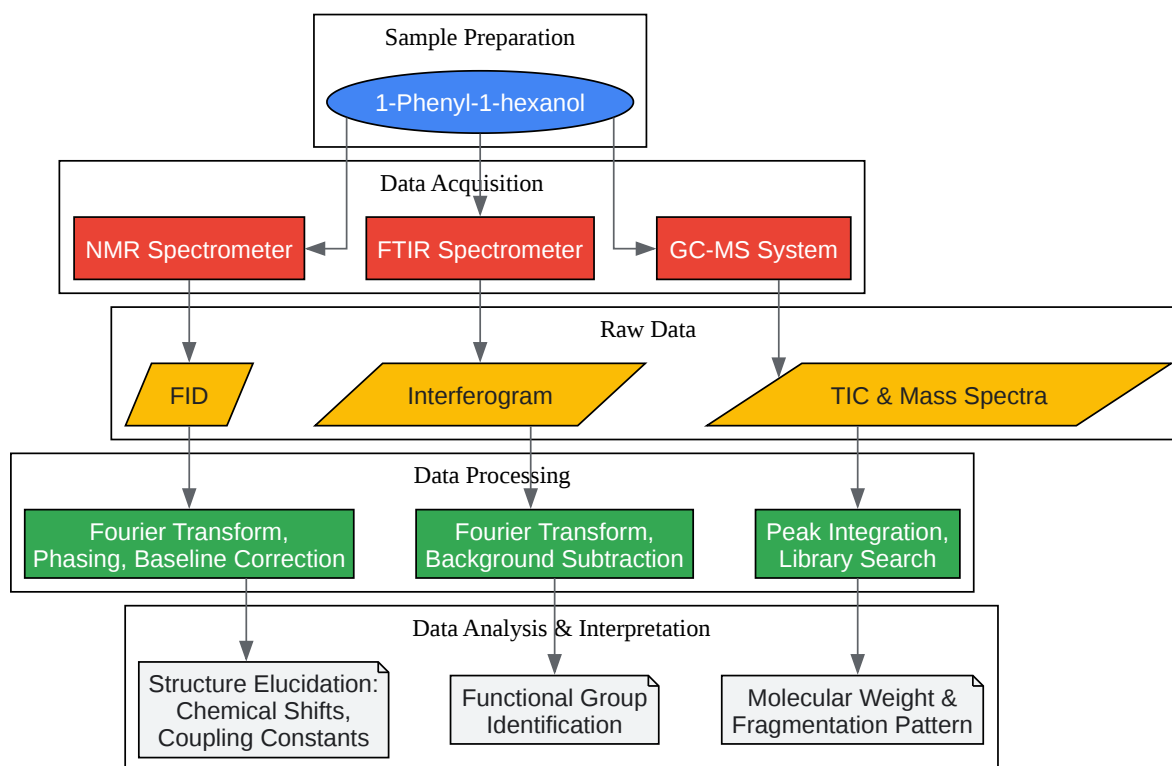 Sample Preparation
1-Phenyl-1-hexanol
Data Acquisition
NMR Spectrometer
FTIR Spectrometer
GC-MS System
Raw Data
FID
Interferogram
TIC & Mass Spectra
Data Processing
Fourier Transform,
Phasing, Baseline Correction
Fourier Transform,
Background Subtraction
Peak Integration,
Library Search
Data Analysis & Interpretation
Structure Elucidation:
Chemical Shifts,
Coupling Constants
Functional Group
Identification
Molecular Weight &
Fragmentation Pattern